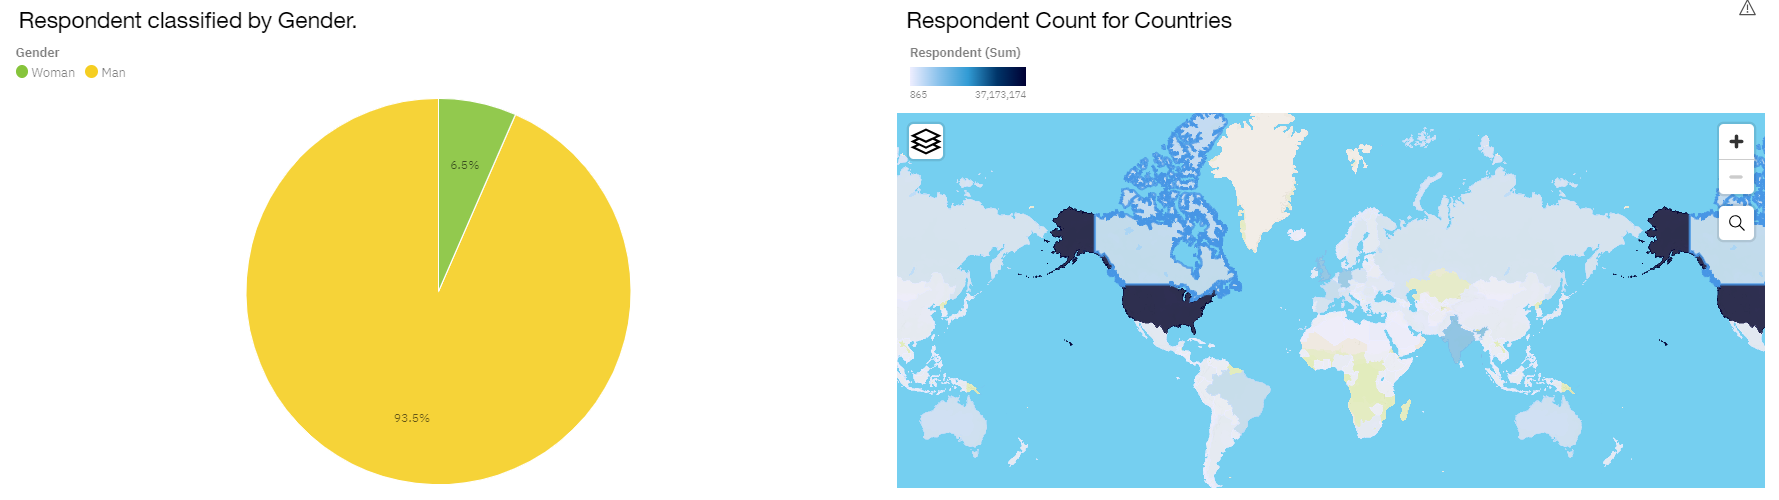 Respondent classified by Gender.
Gender
Woman Man
6.5%
93.5%
Respondent Count for Countries
Respondent (Sum)
865 37,173,174